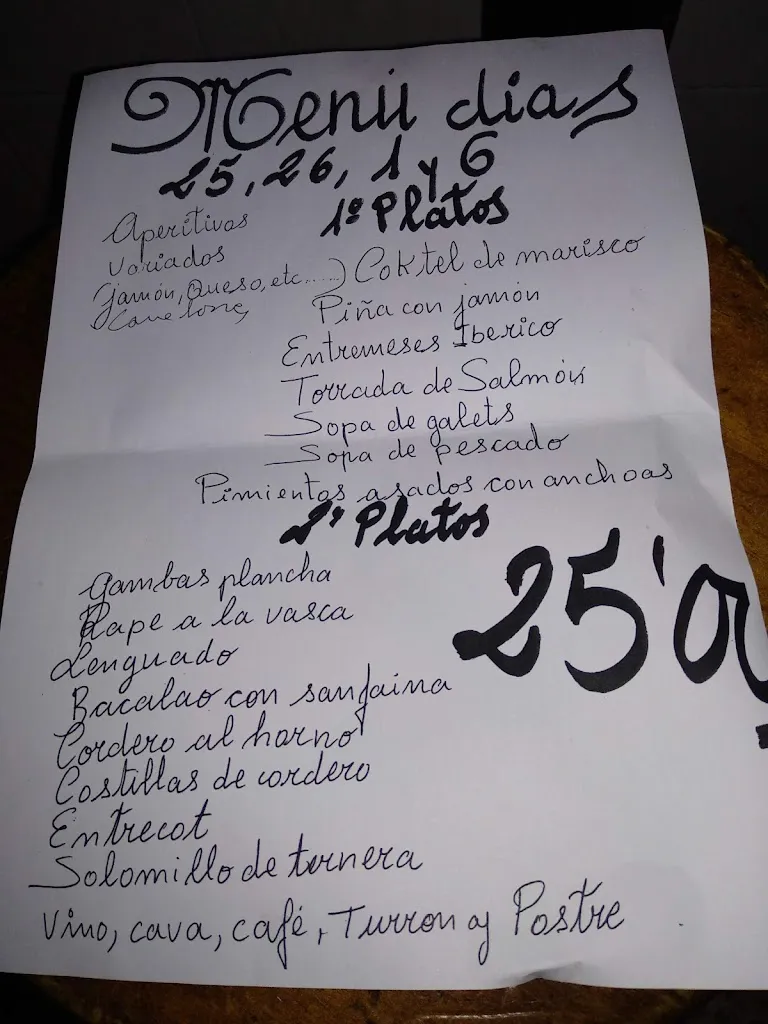 Menú dias
25, 26, 1 y 6
1º Platos
Aperitivos
variados
(jamón, Queso, etc.....)
Canelones
Coktel de marisco
Piña con jamón
Entremeses Iberico
Torrada de Salmón
Sopa de galets
Sopa de pescado
Pimientos asados con anchoas
2º Platos
Gambas plancha
Rape a la vasca
Lenguado
Bacalao con sanfaina
Cordero al horno
Costillas de cordero
Entrecot
Solomillo de ternera
25'0
Vino, cava, café, Turron y Postre